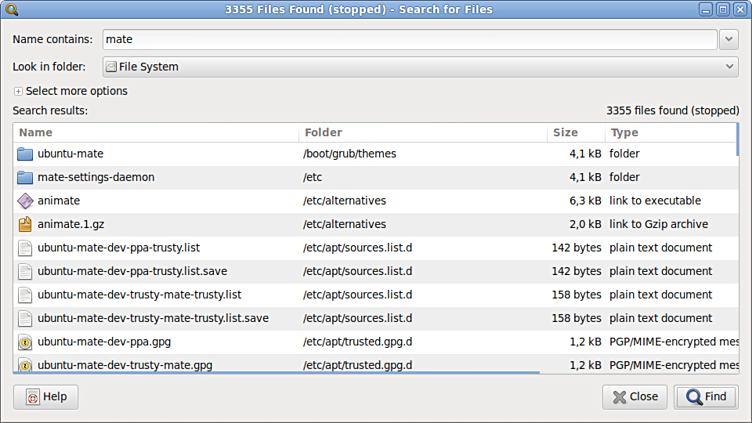 3355 Files Found (stopped) - Search for Files
Name contains: mate
Look in folder: File System
Select more options
Search results: 3355 files found (stopped)
Name Folder Size Type
ubuntu-mate /boot/grub/themes 4,1 kB folder
mate-settings-daemon /etc 4,1 kB folder
animate /etc/alternatives 6,3 kB link to executable
animate.1.gz /etc/alternatives 2,0 kB link to Gzip archive
ubuntu-mate-dev-ppa-trusty.list /etc/apt/sources.list.d 142 bytes plain text document
ubuntu-mate-dev-ppa-trusty.list.save /etc/apt/sources.list.d 142 bytes plain text document
ubuntu-mate-dev-trusty-mate-trusty.list /etc/apt/sources.list.d 158 bytes plain text document
ubuntu-mate-dev-trusty-mate-trusty.list.save /etc/apt/sources.list.d 158 bytes plain text document
ubuntu-mate-dev-ppa.gpg /etc/apt/trusted.gpg.d 1,2 kB PGP/MIME-encrypted mes
ubuntu-mate-dev-trusty-mate.gpg /etc/apt/trusted.gpg.d 1,2 kB PGP/MIME-encrypted mes
Help Close Find